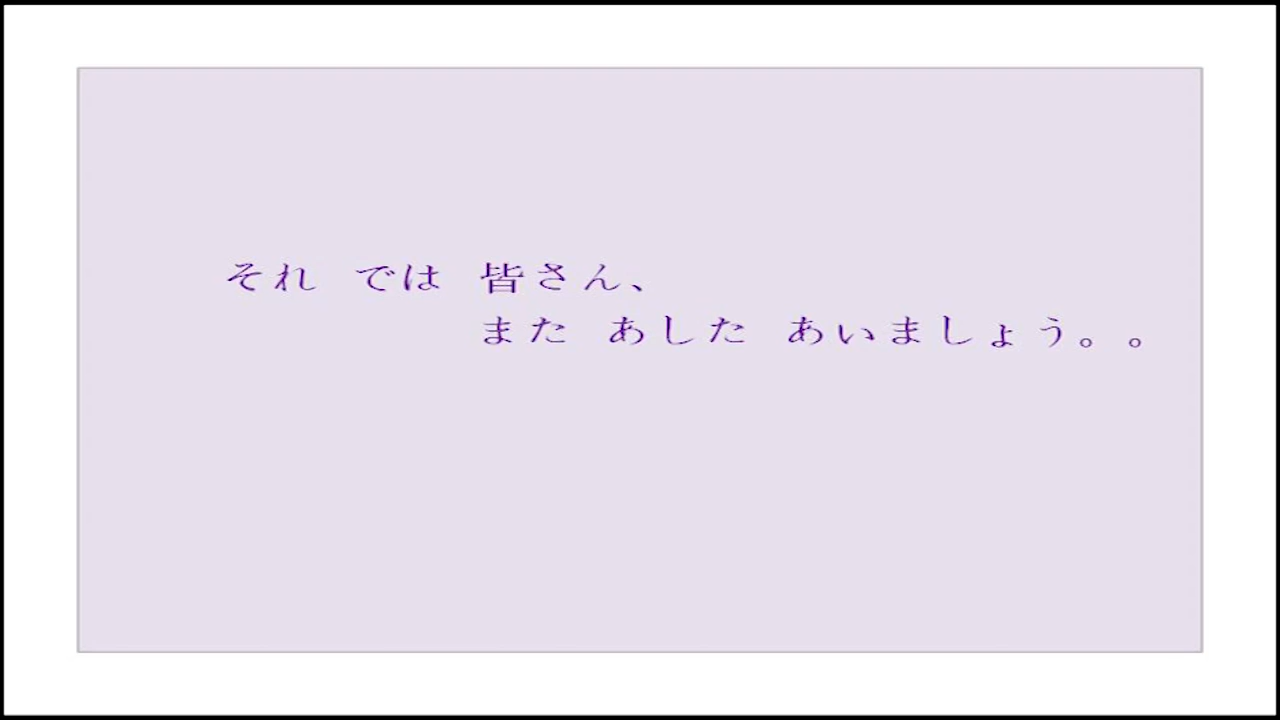 それ では 皆さん、
また あした あいましょう。。